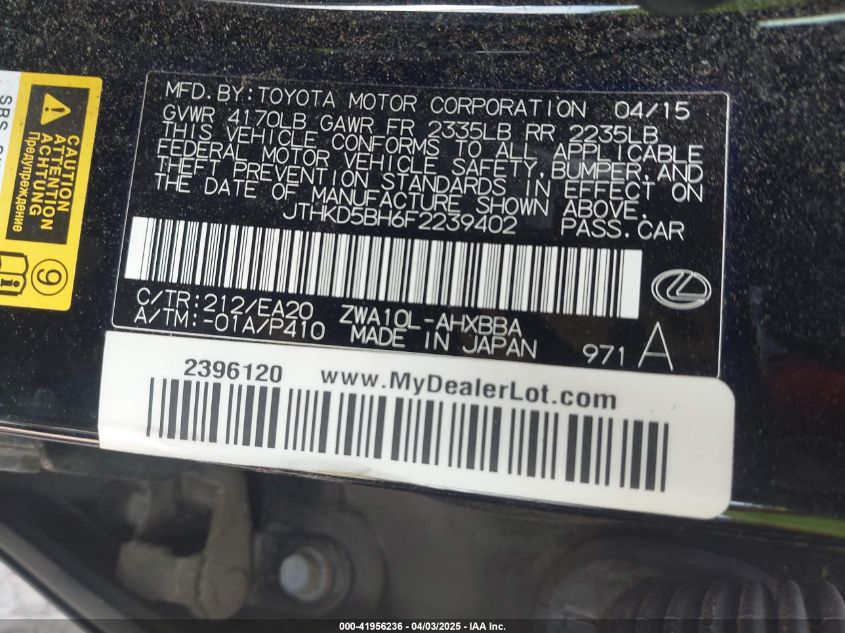 MFD. BY: TOYOTA MOTOR CORPORATION 04/15
GVWR 4170LB GAWR FR 2335LB RR 2235LB
THIS VEHICLE CONFORMS TO ALL APPLICABLE
FEDERAL MOTOR VEHICLE SAFETY, BUMPER, AND
THEFT PREVENTION STANDARDS IN EFFECT ON
THE DATE OF MANUFACTURE SHOWN ABOVE.
JTHKD5BH6F2239402 PASS. CAR
C/TR: 212/EA20 ZWA10L-AHXBBA
A/TM: -01A/P410 MADE IN JAPAN 971 A
2396120 www.MyDealerLot.com
SRS
CAUTION
ATTENTION
ACHTUNG
Предупреждение
9
000-41956236 - 04/03/2025 - IAA Inc.